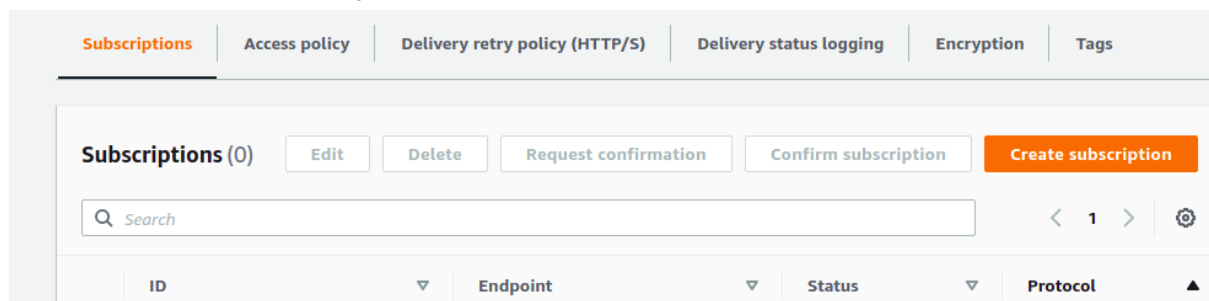 Subscriptions Access policy Delivery retry policy (HTTP/S) Delivery status logging Encryption Tags
Subscriptions (0) Edit Delete Request confirmation Confirm subscription Create subscription
Search 1
ID Endpoint Status Protocol